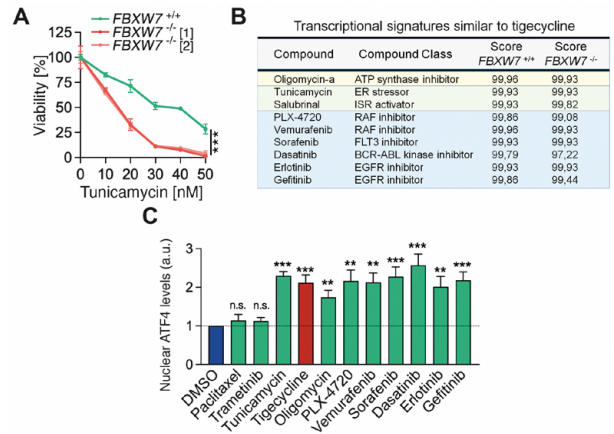 A
FBXW7 +/+
FBXW7 -/- [1]
FBXW7 -/- [2]
125
100
75
50
25
0
Viability [%]
0 10 20 30 40 50
Tunicamycin [nM]
***
B
Transcriptional signatures similar to tigecycline
Compound Compound Class Score FBXW7 +/+ Score FBXW7 -/-
Oligomycin-a ATP synthase inhibitor 99,96 99,93
Tunicamycin ER stressor 99,93 99,93
Salubrinal ISR activator 99,93 99,82
PLX-4720 RAF inhibitor 99,86 99,08
Vemurafenib RAF inhibitor 99,96 99,93
Sorafenib FLT3 inhibitor 99,93 99,93
Dasatinib BCR-ABL kinase inhibitor 99,79 97,22
Erlotinib EGFR inhibitor 99,93 99,93
Gefitinib EGFR inhibitor 99,86 99,44
C
Nuclear ATF4 levels (a.u.)
3
2
1
0
n.s. n.s. *** *** ** ** ** *** *** ** ***
DMSO
Paclitaxel
Trametinib
Tunicamycin
Tigecycline
Oligomycin
PLX-4720
Vemurafenib
Sorafenib
Dasatinib
Erlotinib
Gefitinib